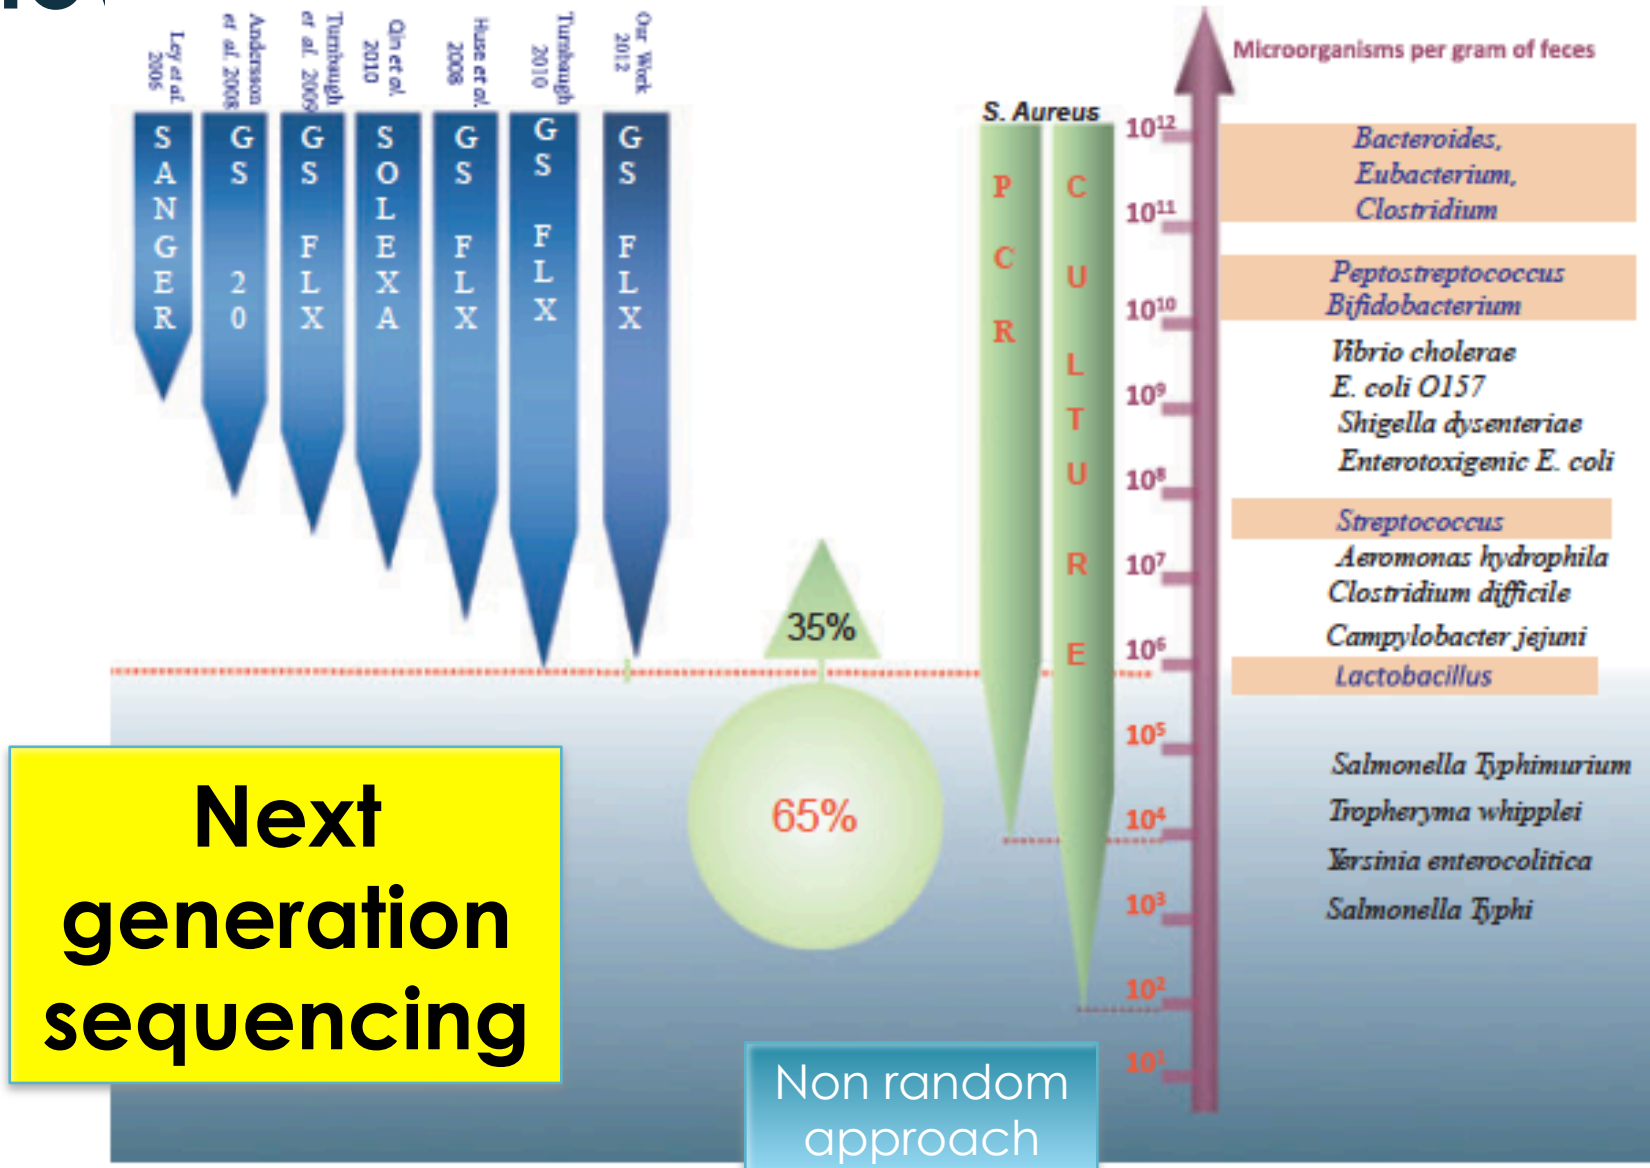 Ley et al.
2006
Andersson
et al. 2008
Turnbaugh
et al. 2009
Qin et al.
2010
Huse et al.
2008
Turnbaugh
2010
Our Work
2012
SANGER
GS 20
GS FLX
SOLEXA
GS FLX
GS FLX
GS FLX
S. Aureus
PCR
CULTURE
Microorganisms per gram of feces
10¹²
10¹¹
10¹⁰
10⁹
10⁸
10⁷
10⁶
10⁵
10⁴
10³
10²
10¹
Bacteroides,
Eubacterium,
Clostridium
Peptostreptococcus
Bifidobacterium
Vibrio cholerae
E. coli O157
Shigella dysenteriae
Enterotoxigenic E. coli
Streptococcus
Aeromonas hydrophila
Clostridium difficile
Campylobacter jejuni
Lactobacillus
Salmonella Typhimurium
Tropheryma whipplei
Yersinia enterocolitica
Salmonella Typhi
35%
65%
Next
generation
sequencing
Non random
approach